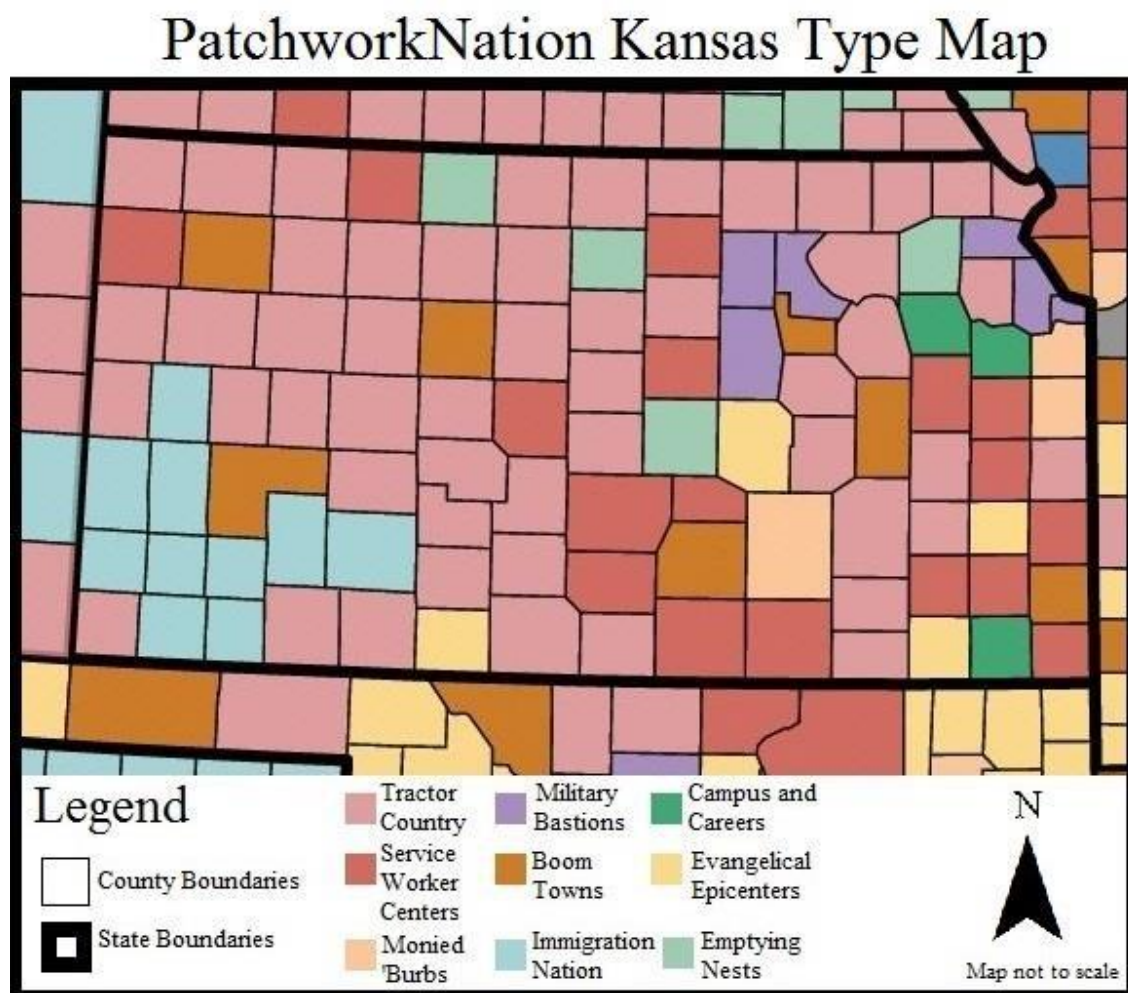 PatchworkNation Kansas Type Map
Legend
County Boundaries
State Boundaries
Tractor
Country
Service
Worker
Centers
Monied
'Burbs
Military
Bastions
Boom
Towns
Immigration
Nation
Campus and
Careers
Evangelical
Epicenters
Emptying
Nests
N
Map not to scale